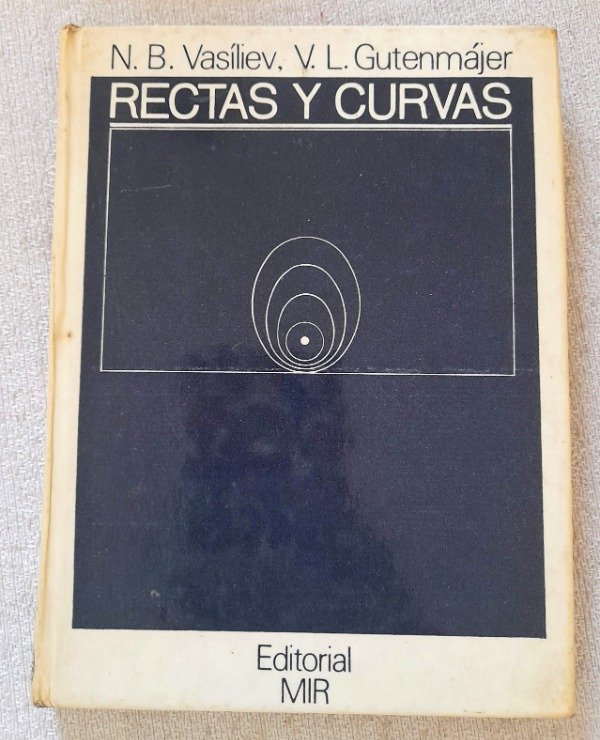 N. B. Vasíliev, V. L. Gutenmájer
RECTAS Y CURVAS
Editorial
MIR